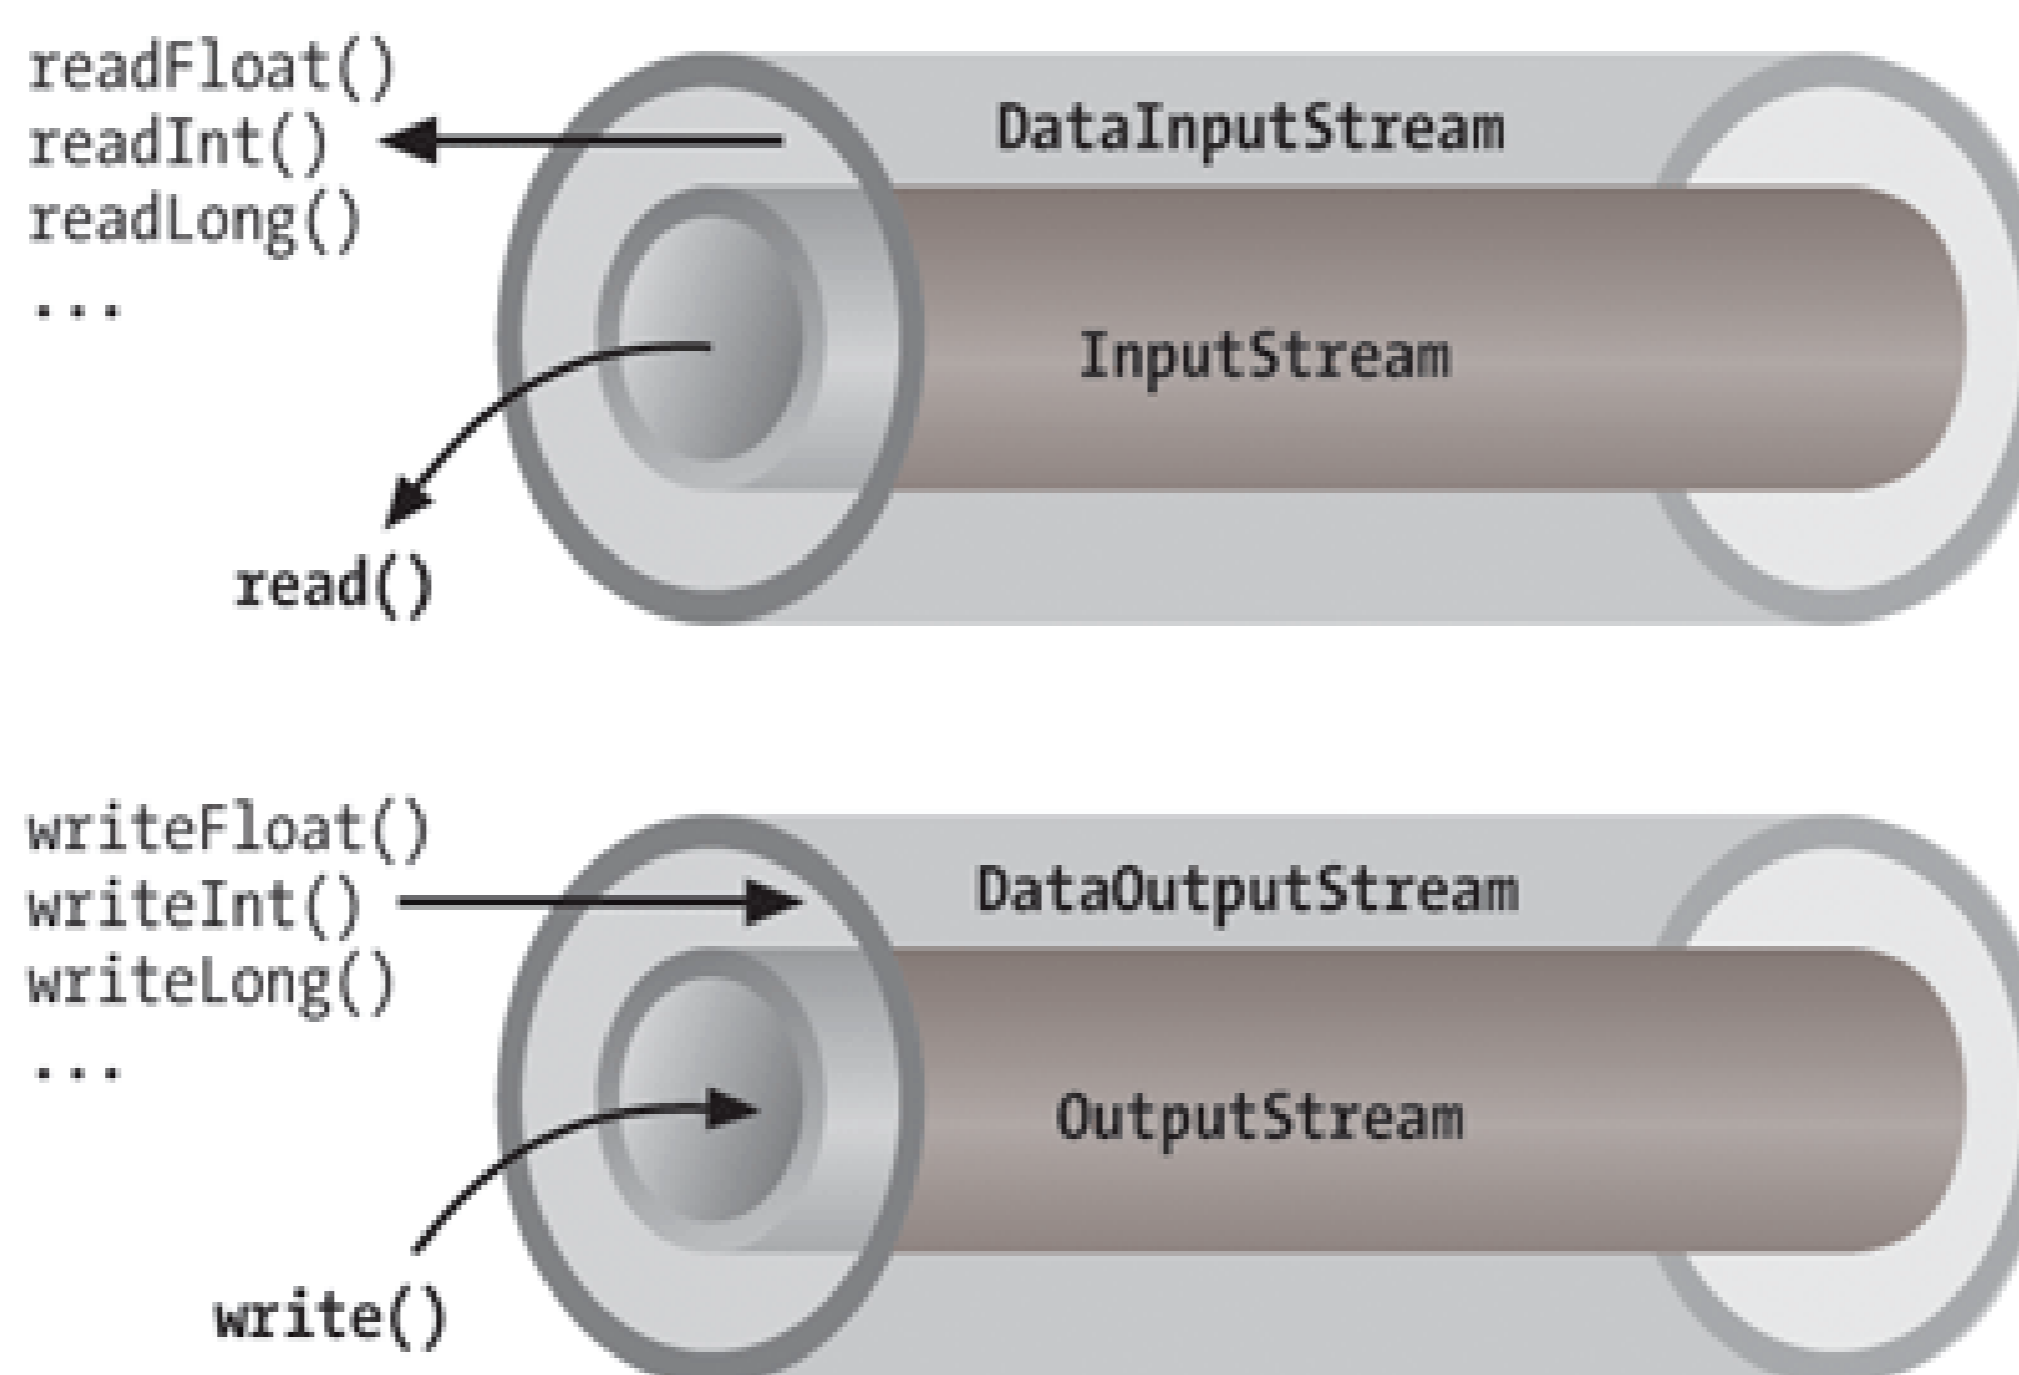 readFloat()
readInt()
readLong()
...
read()
DataInputStream
InputStream
writeFloat()
writeInt()
writeLong()
...
write()
DataOutputStream
OutputStream